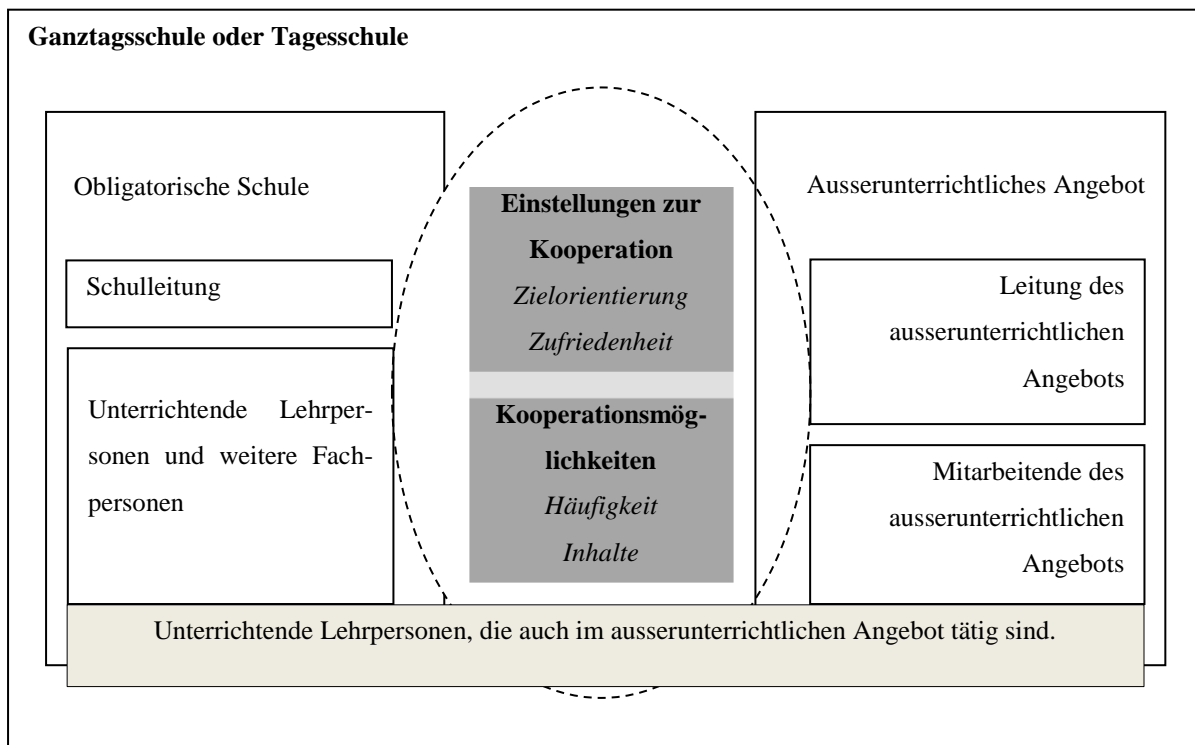 Ganztagsschule oder Tagesschule
Obligatorische Schule
Schulleitung
Unterrichtende Lehrper-
sonen und weitere Fach-
personen
Einstellungen zur
Kooperation
Zielorientierung
Zufriedenheit
Kooperationsmög-
lichkeiten
Häufigkeit
Inhalte
Ausserunterrichtliches Angebot
Leitung des
ausserunterrichtlichen
Angebots
Mitarbeitende des
ausserunterrichtlichen
Angebots
Unterrichtende Lehrpersonen, die auch im ausserunterrichtlichen Angebot tätig sind.